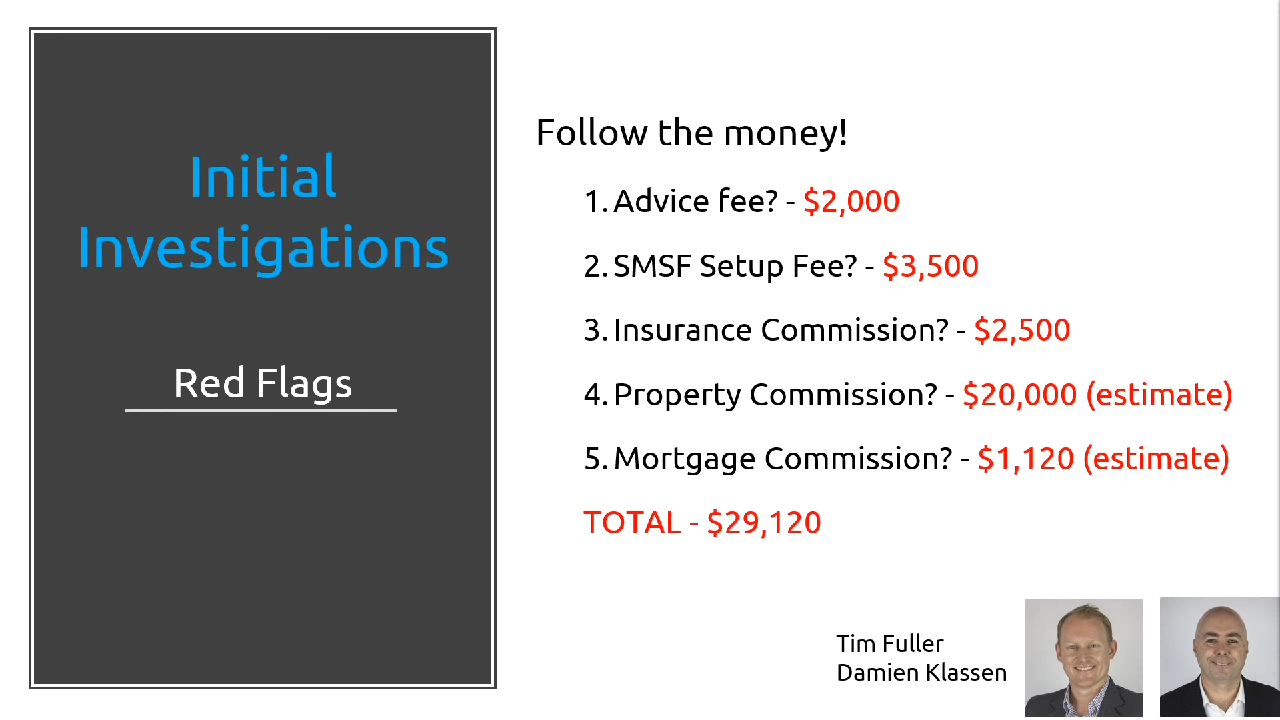 Initial
Investigations
Red Flags
Follow the money!
1. Advice fee? - $2,000
2. SMSF Setup Fee? - $3,500
3. Insurance Commission? - $2,500
4. Property Commission? - $20,000 (estimate)
5. Mortgage Commission? - $1,120 (estimate)
TOTAL - $29,120
Tim Fuller
Damien Klassen